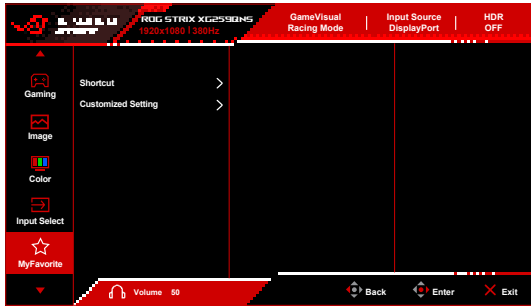 ROG STRIX XG259QNS
1920x1080 | 380Hz
GameVisual
Racing Mode
Input Source
DisplayPort
HDR
OFF
Gaming
Image
Color
Input Select
MyFavorite
Shortcut
Customized Setting
Volume 50
Back
Enter
Exit